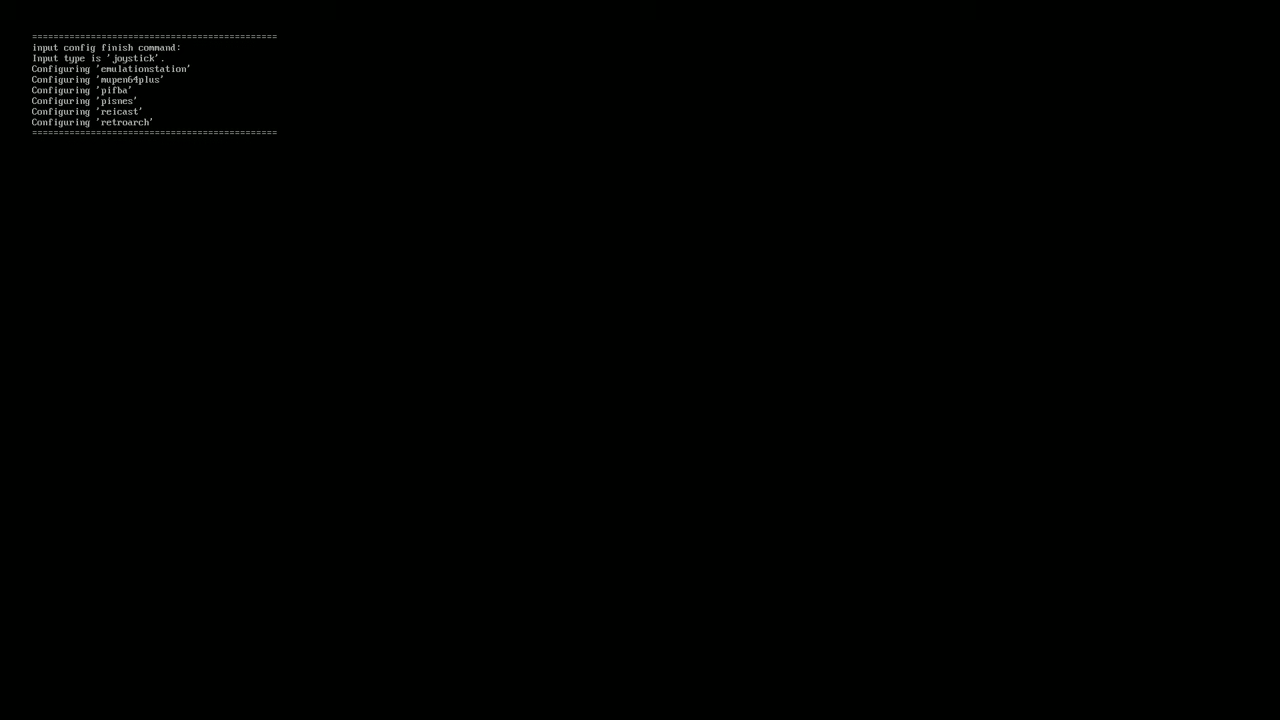 ==============================================
input config finish command:
Input type is 'joystick'.
Configuring 'emulationstation'
Configuring 'mupen64plus'
Configuring 'pifba'
Configuring 'pisnes'
Configuring 'reicast'
Configuring 'retroarch'
==============================================